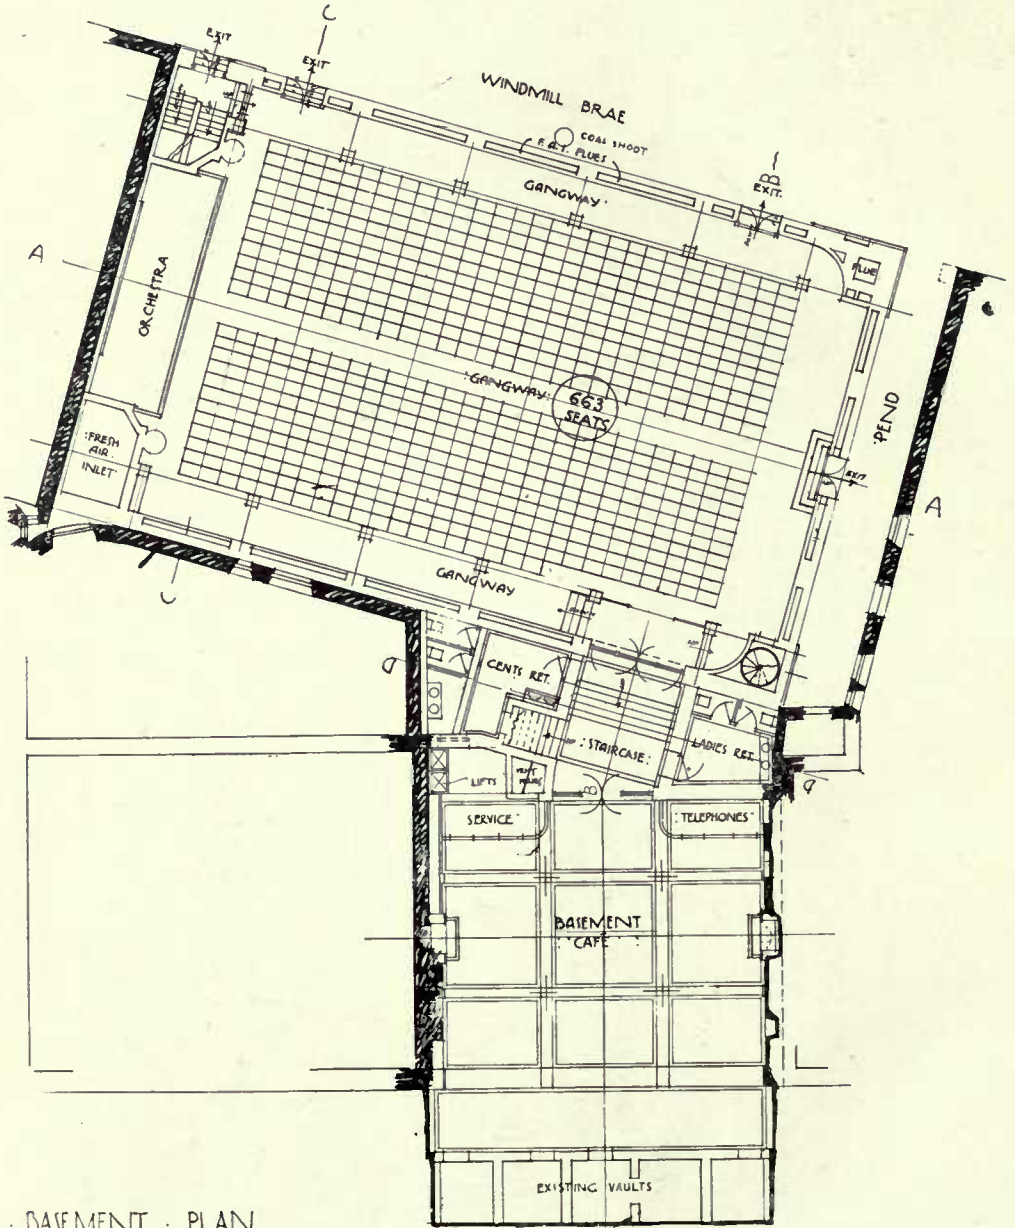 C
EXIT
EXIT
WINDMILL BRAE
COAL SHOOT
F.A.I. FLUES
B
EXIT.
GANGWAY
FLUE
A
ORCHESTRA
GANGWAY
663
SEATS
PEND
EXIT
A
FRESH
AIR
INLET
GANGWAY
C
D
GENTS RET.
UP
STAIRCASE
LADIES RET.
LIFTS
B
D
SERVICE
TELEPHONES
BASEMENT
CAFE
EXISTING VAULTS
· BASEMENT · PLAN